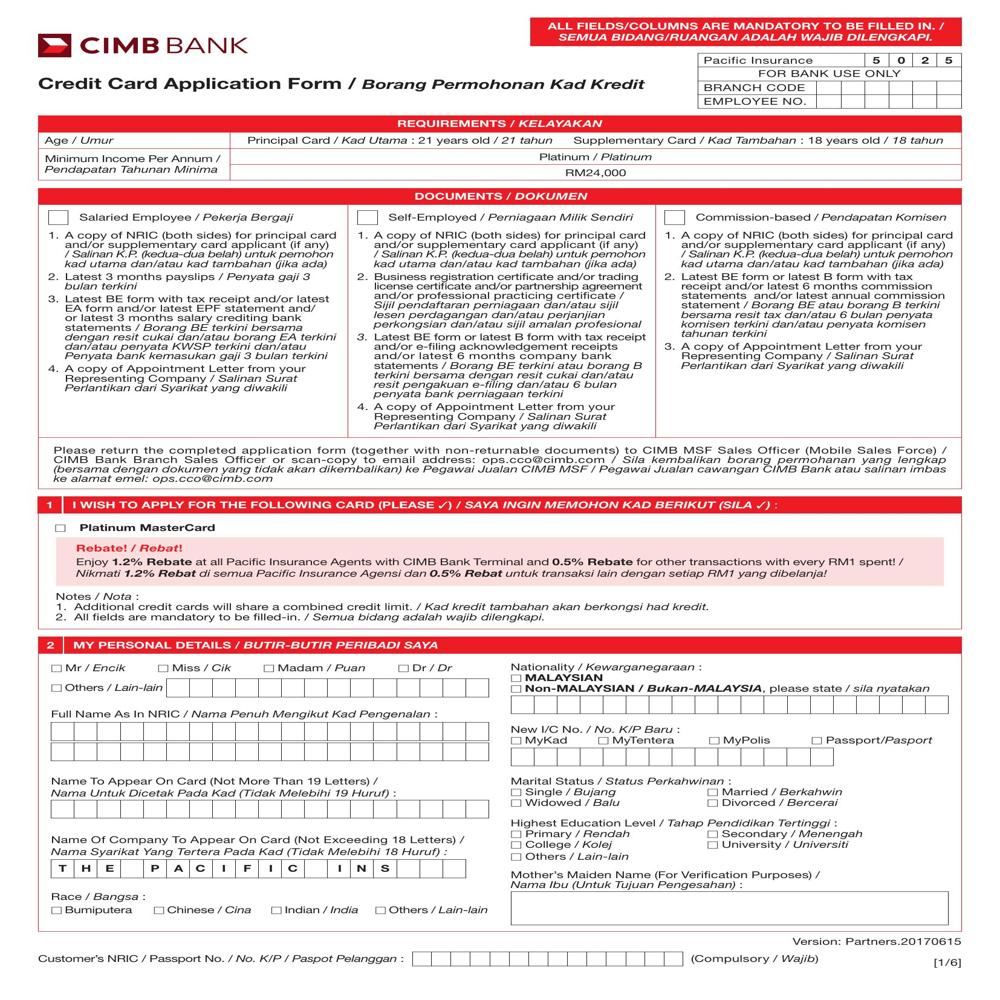 ALL FIELDS/COLUMNS ARE MANDATORY TO BE FILLED IN. /
SEMUA BIDANG/RUANGAN ADALAH WAJIB DILENGKAPI.
CIMB BANK
Pacific Insurance 5 0 2 5
FOR BANK USE ONLY
BRANCH CODE
EMPLOYEE NO.
Credit Card Application Form / Borang Permohonan Kad Kredit
REQUIREMENTS / KELAYAKAN
Age / Umur
Principal Card / Kad Utama : 21 years old / 21 tahun Supplementary Card / Kad Tambahan : 18 years old / 18 tahun
Minimum Income Per Annum /
Pendapatan Tahunan Minima
Platinum / Platinum
RM24,000
DOCUMENTS / DOKUMEN
Salaried Employee / Pekerja Bergaji
1. A copy of NRIC (both sides) for principal card
and/or supplementary card applicant (if any)
/ Salinan K.P. (kedua-dua belah) untuk pemohon
kad utama dan/atau kad tambahan (jika ada)
2. Latest 3 months payslips / Penyata gaji 3
bulan terkini
3. Latest BE form with tax receipt and/or latest
EA form and/or latest EPF statement and/
or latest 3 months salary crediting bank
statements / Borang BE terkini bersama
dengan resit cukai dan/atau borang EA terkini
dan/atau penyata KWSP terkini dan/atau
Penyata bank kemasukan gaji 3 bulan terkini
4. A copy of Appointment Letter from your
Representing Company / Salinan Surat
Perlantikan dari Syarikat yang diwakili
Self-Employed / Perniagaan Milik Sendiri
1. A copy of NRIC (both sides) for principal card
and/or supplementary card applicant (if any)
/ Salinan K.P. (kedua-dua belah) untuk pemohon
kad utama dan/atau kad tambahan (jika ada)
2. Business registration certificate and/or trading
license certificate and/or partnership agreement
and/or professional practicing certificate /
Sijil pendaftaran perniagaan dan/atau sijil
lesen perdagangan dan/atau perjanjian
perkongsian dan/atau sijil amalan profesional
3. Latest BE form or latest B form with tax receipt
and/or e-filing acknowledgement receipts
and/or latest 6 months company bank
statements / Borang BE terkini atau borang B
terkini bersama dengan resit cukai dan/atau
resit pengakuan e-filing dan/atau 6 bulan
penyata bank perniagaan terkini
4. A copy of Appointment Letter from your
Representing Company / Salinan Surat
Perlantikan dari Syarikat yang diwakili
Commission-based / Pendapatan Komisen
1. A copy of NRIC (both sides) for principal card
and/or supplementary card applicant (if any)
/ Salinan K.P. (kedua-dua belah) untuk pemohon
kad utama dan/atau kad tambahan (jika ada)
2. Latest BE form or latest B form with tax
receipt and/or latest 6 months commission
statements and/or latest annual commission
statement / Borang BE atau borang B terkini
bersama resit tax dan/atau 6 bulan penyata
komisen terkini dan/atau penyata komisen
tahunan terkini
3. A copy of Appointment Letter from your
Representing Company / Salinan Surat
Perlantikan dari Syarikat yang diwakili
Please return the completed application form (together with non-returnable documents) to CIMB MSF Sales Officer (Mobile Sales Force) /
CIMB Bank Branch Sales Officer or scan-copy to email address: ops.cco@cimb.com / Sila kembalikan borang permohonan yang lengkap
(bersama dengan dokumen yang tidak akan dikembalikan) ke Pegawai Jualan CIMB MSF / Pegawai Jualan cawangan CIMB Bank atau salinan imbas
ke alamat emel: ops.cco@cimb.com
1 I WISH TO APPLY FOR THE FOLLOWING CARD (PLEASE ✓) / SAYA INGIN MEMOHON KAD BERIKUT (SILA ✓) :
Platinum MasterCard
Rebate! / Rebat!
Enjoy 1.2% Rebate at all Pacific Insurance Agents with CIMB Bank Terminal and 0.5% Rebate for other transactions with every RM1 spent! /
Nikmati 1.2% Rebat di semua Pacific Insurance Agensi dan 0.5% Rebat untuk transaksi lain dengan setiap RM1 yang dibelanja!
Notes / Nota :
1. Additional credit cards will share a combined credit limit. / Kad kredit tambahan akan berkongsi had kredit.
2. All fields are mandatory to be filled-in. / Semua bidang adalah wajib dilengkapi.
2 MY PERSONAL DETAILS / BUTIR-BUTIR PERIBADI SAYA
Mr / Encik Miss / Cik Madam / Puan Dr / Dr
Others / Lain-lain
Full Name As In NRIC / Nama Penuh Mengikut Kad Pengenalan :
Name To Appear On Card (Not More Than 19 Letters) /
Nama Untuk Dicetak Pada Kad (Tidak Melebihi 19 Huruf) :
Name Of Company To Appear On Card (Not Exceeding 18 Letters) /
Nama Syarikat Yang Tertera Pada Kad (Tidak Melebihi 18 Huruf) :
THE PACIFIC INS
Race / Bangsa :
Bumiputera Chinese / Cina Indian / India Others / Lain-lain
Nationality / Kewarganegaraan :
MALAYSIAN
Non-MALAYSIAN / Bukan-MALAYSIA, please state / sila nyatakan
New I/C No. / No. K/P Baru :
MyKad MyTentera MyPolis Passport/Pasport
Marital Status / Status Perkahwinan :
Single / Bujang Married / Berkahwin
Widowed / Balu Divorced / Bercerai
Highest Education Level / Tahap Pendidikan Tertinggi :
Primary / Rendah Secondary / Menengah
College / Kolej University / Universiti
Others / Lain-lain
Mother's Maiden Name (For Verification Purposes) /
Nama Ibu (Untuk Tujuan Pengesahan) :
Version: Partners.20170615
Customer's NRIC / Passport No. / No. K/P / Paspot Pelanggan : (Compulsory / Wajib)
[1/6]